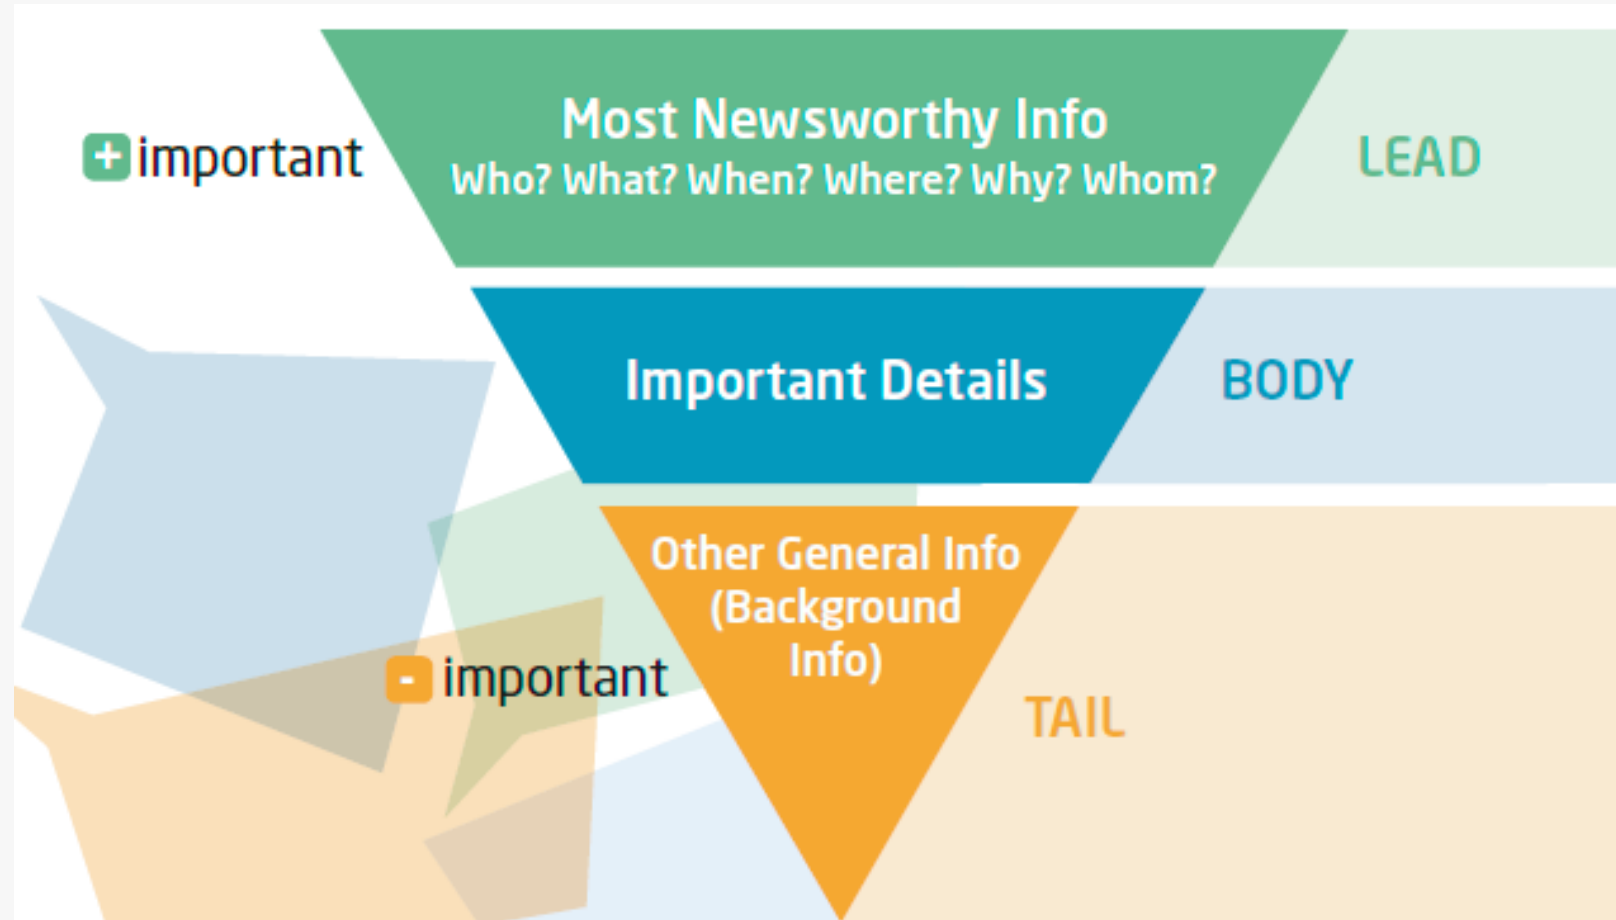 Most Newsworthy Info
Who? What? When? Where? Why? Whom?
+ important
LEAD
Important Details
BODY
Other General Info
(Background
Info)
- important
TAIL